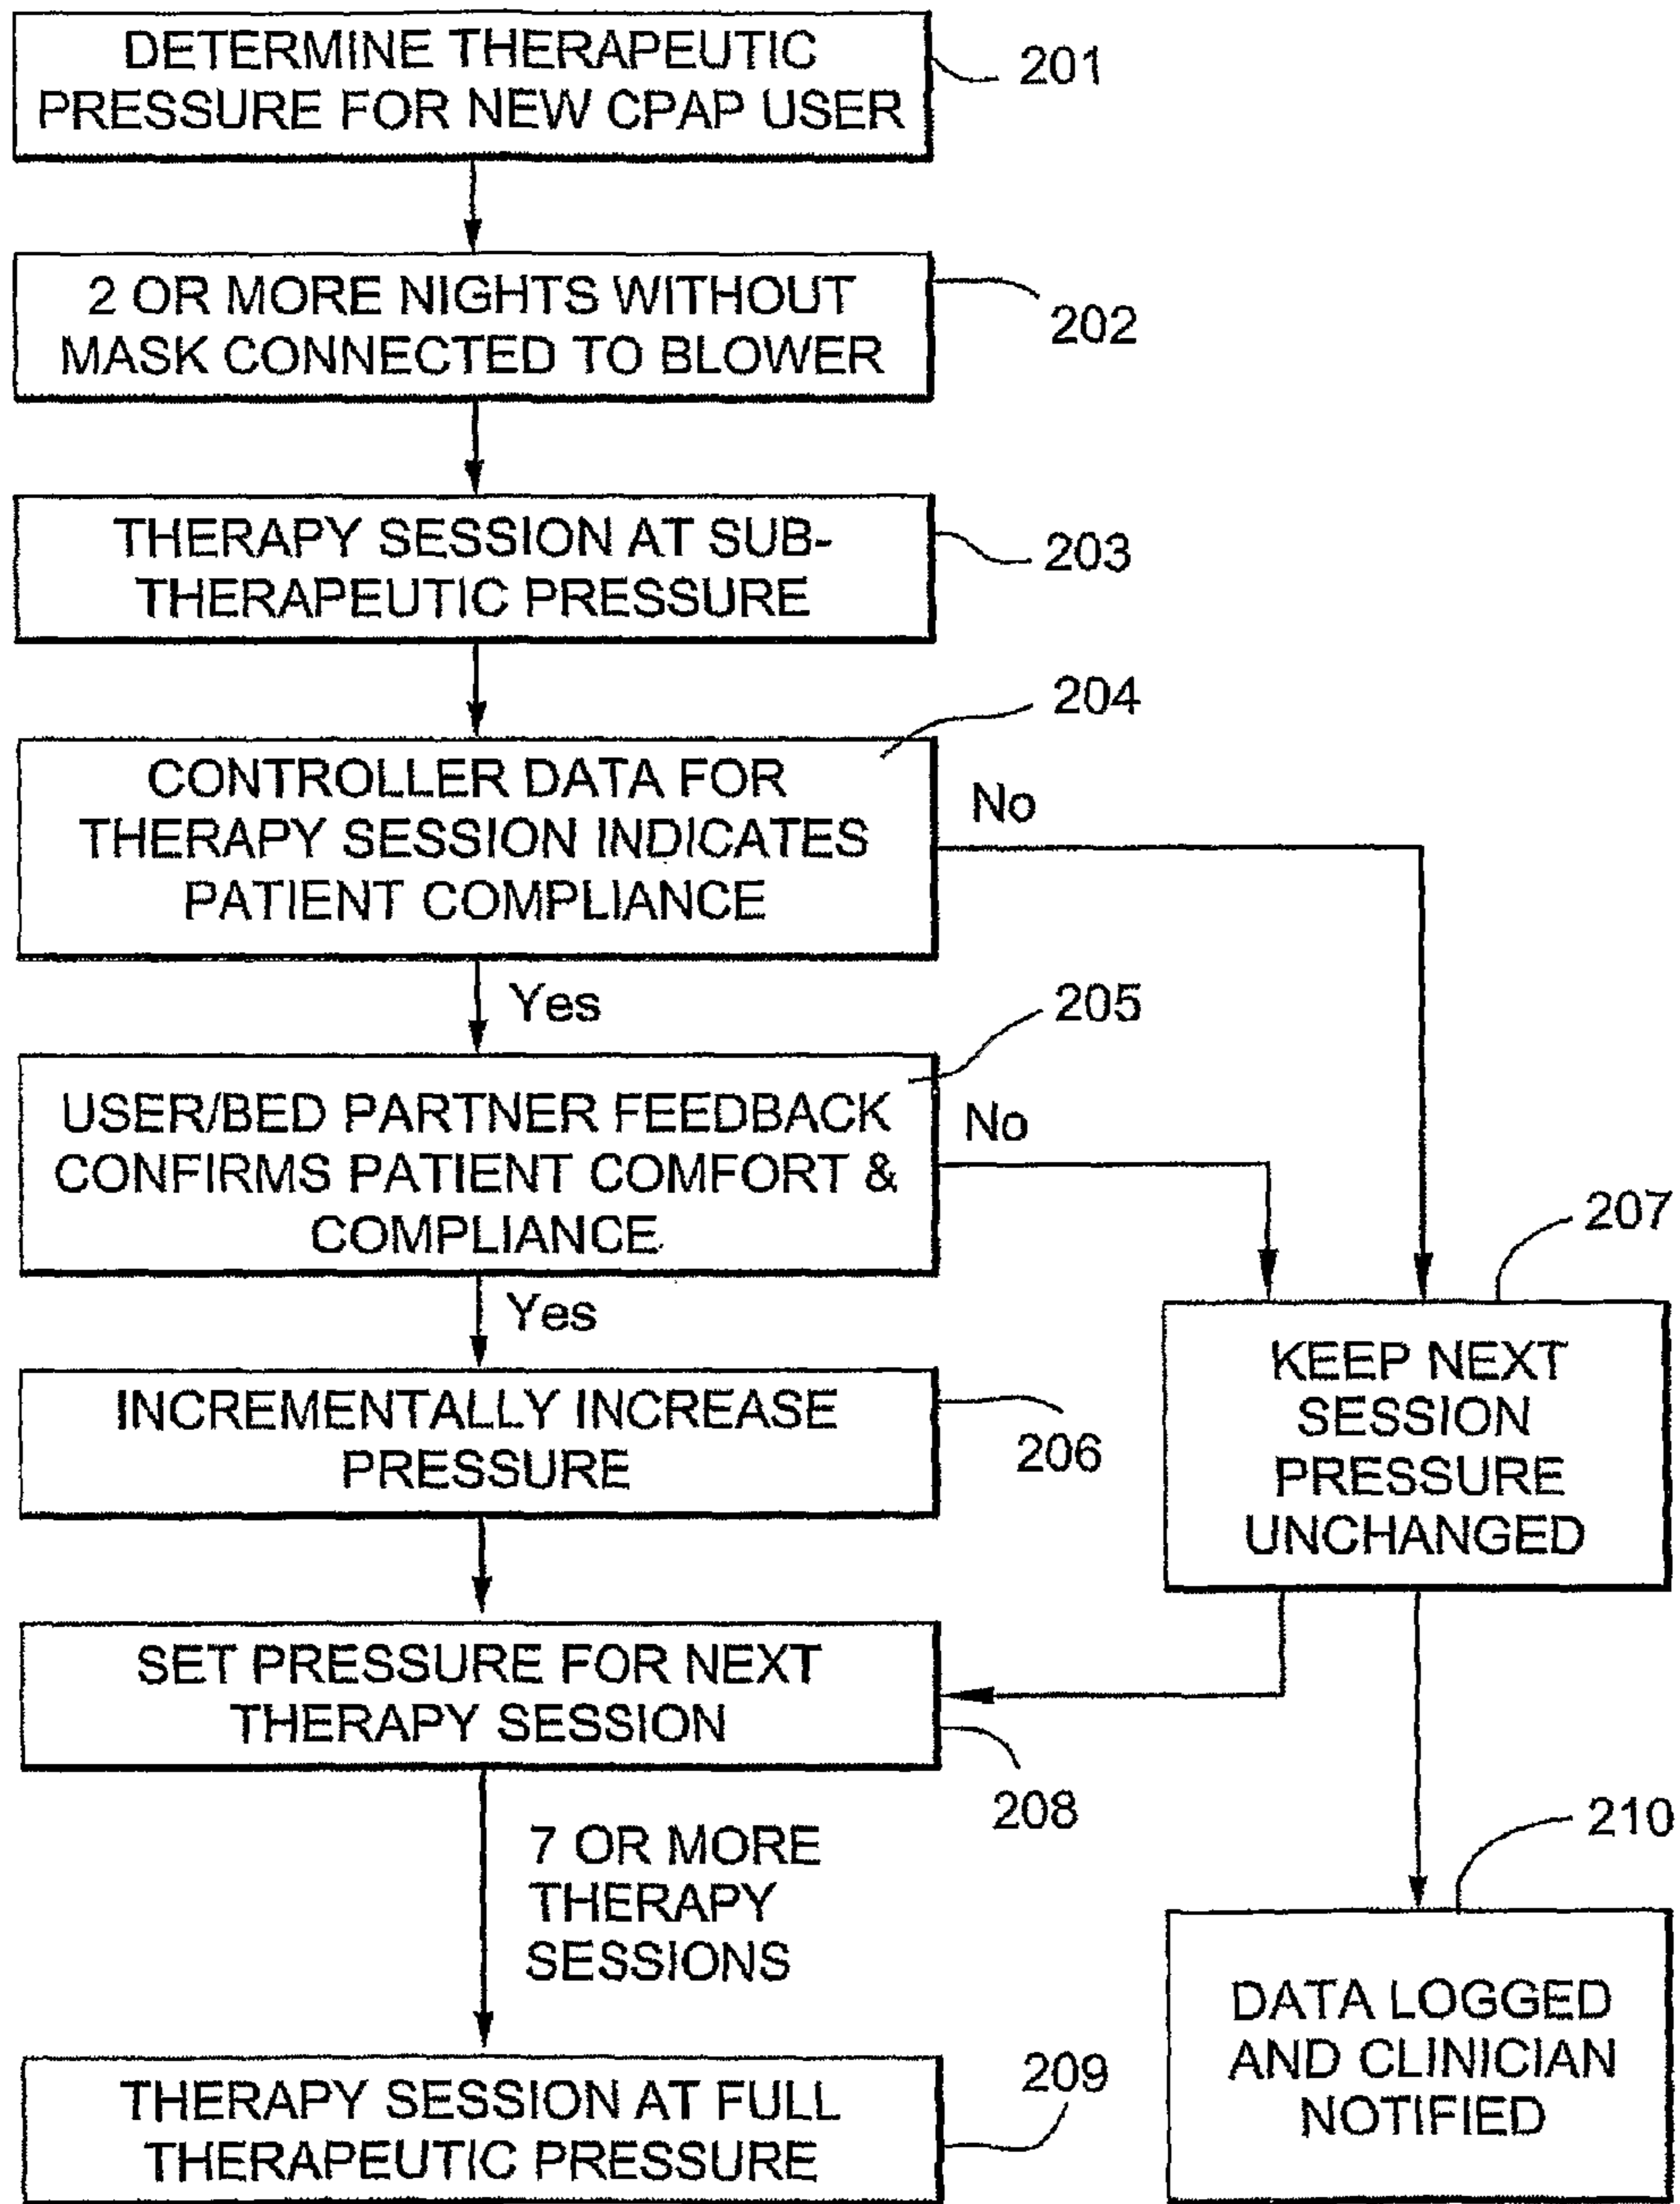 DETERMINE THERAPEUTIC
PRESSURE FOR NEW CPAP USER
201
2 OR MORE NIGHTS WITHOUT
MASK CONNECTED TO BLOWER
202
THERAPY SESSION AT SUB-
THERAPEUTIC PRESSURE
203
204
CONTROLLER DATA FOR
THERAPY SESSION INDICATES
PATIENT COMPLIANCE
No
Yes
205
USER/BED PARTNER FEEDBACK
CONFIRMS PATIENT COMFORT &
COMPLIANCE.
No
Yes
207
KEEP NEXT
SESSION
PRESSURE
UNCHANGED
INCREMENTALLY INCREASE
PRESSURE
206
SET PRESSURE FOR NEXT
THERAPY SESSION
208
7 OR MORE
THERAPY
SESSIONS
210
DATA LOGGED
AND CLINICIAN
NOTIFIED
THERAPY SESSION AT FULL
THERAPEUTIC PRESSURE
209